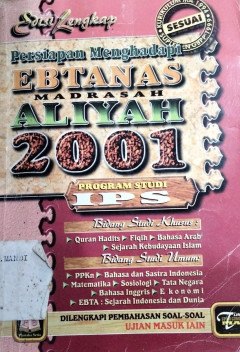 Soal Lengkap
SESUAI
Persiapan Menghadapi
EBTANAS
MADRASAH
ALIYAH
2001
PROGRAM STUDI
IPS
Bidang Studi Khusus :
Quran Hadits Fiqih Bahasa Arab
Sejarah Kebudayaan Islam
Bidang Studi Umum:
PPKn Bahasa dan Sastra Indonesia
Matematika Sosiologi Tata Negara
Bahasa Inggris Ekonomi
EBTA : Sejarah Indonesia dan Dunia
DILENGKAPI PEMBAHASAN SOAL-SOAL
UJIAN MASUK IAIN